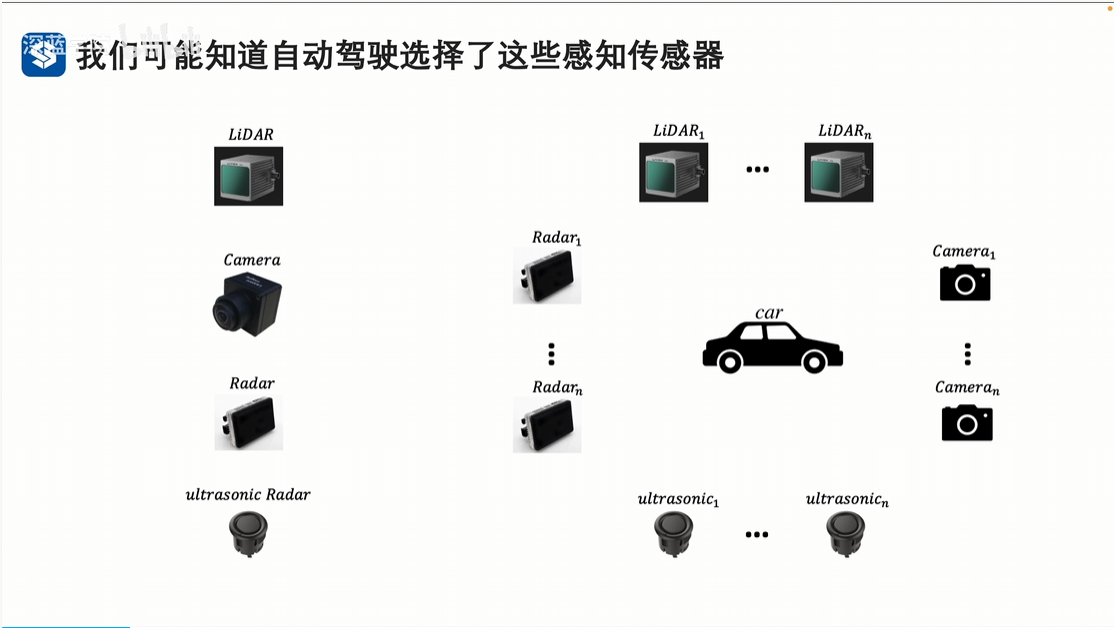 我们可能知道自动驾驶选择了这些感知传感器
LiDAR
Camera
Radar
ultrasonic Radar
LiDAR₁
LiDARₙ
Radar₁
Camera₁
car
Radarₙ
Cameraₙ
ultrasonic₁
ultrasonicₙ